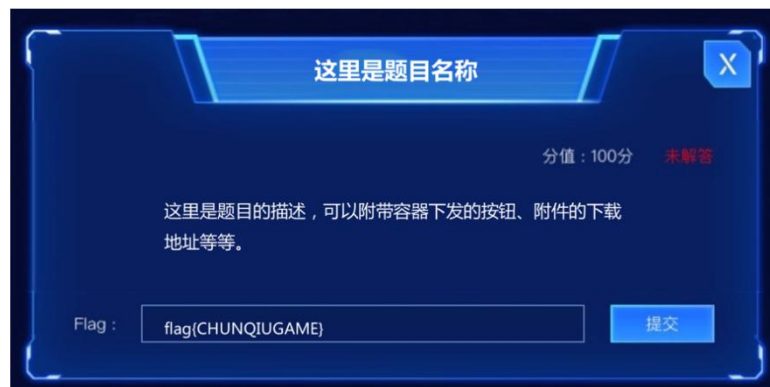 这里是题目名称
X
分值：100分 未解答
这里是题目的描述，可以附带容器下发的按钮、附件的下载
地址等等。
Flag： flag{CHUNQIUGAME} 提交